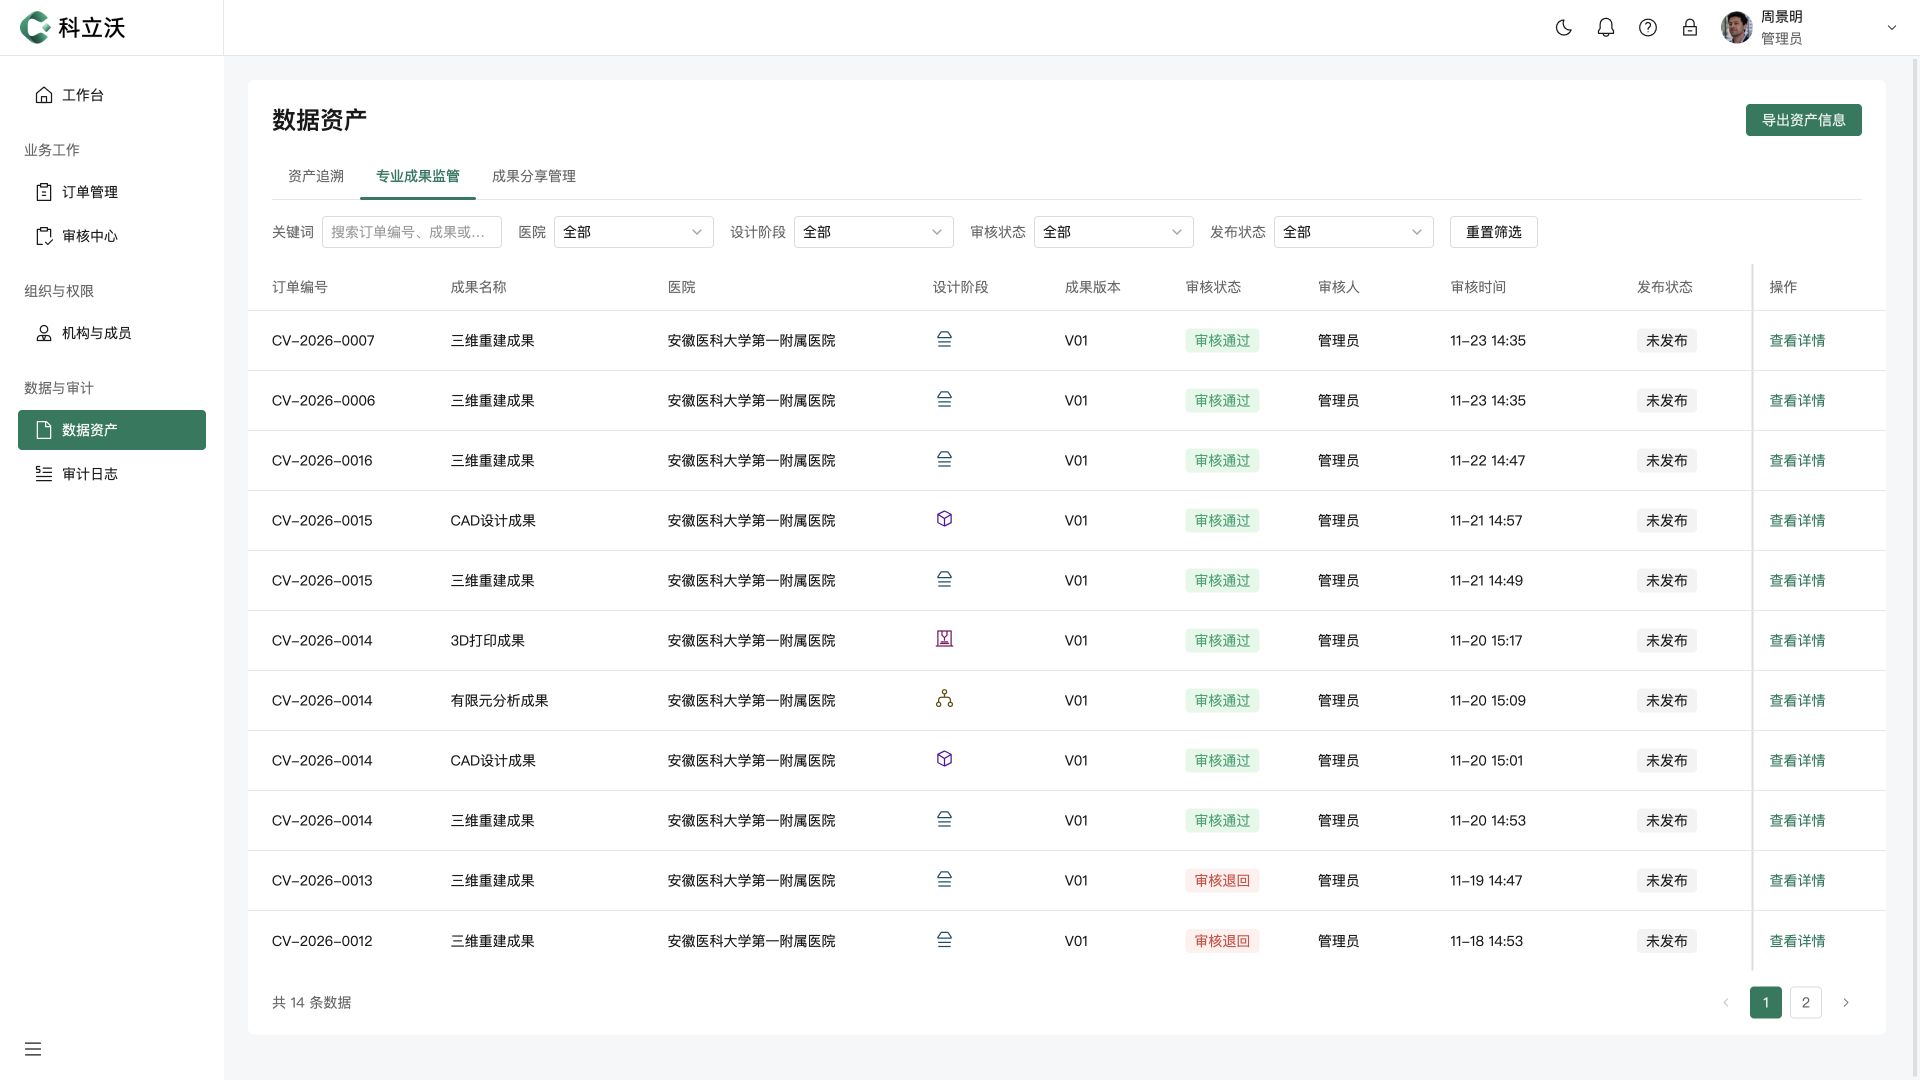 科立沃
周景明
管理员
工作台
业务工作
订单管理
审核中心
组织与权限
机构与成员
数据与审计
数据资产
审计日志
数据资产
导出资产信息
资产追溯 专业成果监管 成果分享管理
关键词 搜索订单编号、成果或... 医院 全部 设计阶段 全部 审核状态 全部 发布状态 全部 重置筛选
订单编号 成果名称 医院 设计阶段 成果版本 审核状态 审核人 审核时间 发布状态 操作
CV-2026-0007 三维重建成果 安徽医科大学第一附属医院 V01 审核通过 管理员 11-23 14:35 未发布 查看详情
CV-2026-0006 三维重建成果 安徽医科大学第一附属医院 V01 审核通过 管理员 11-23 14:35 未发布 查看详情
CV-2026-0016 三维重建成果 安徽医科大学第一附属医院 V01 审核通过 管理员 11-22 14:47 未发布 查看详情
CV-2026-0015 CAD设计成果 安徽医科大学第一附属医院 V01 审核通过 管理员 11-21 14:57 未发布 查看详情
CV-2026-0015 三维重建成果 安徽医科大学第一附属医院 V01 审核通过 管理员 11-21 14:49 未发布 查看详情
CV-2026-0014 3D打印成果 安徽医科大学第一附属医院 V01 审核通过 管理员 11-20 15:17 未发布 查看详情
CV-2026-0014 有限元分析成果 安徽医科大学第一附属医院 V01 审核通过 管理员 11-20 15:09 未发布 查看详情
CV-2026-0014 CAD设计成果 安徽医科大学第一附属医院 V01 审核通过 管理员 11-20 15:01 未发布 查看详情
CV-2026-0014 三维重建成果 安徽医科大学第一附属医院 V01 审核通过 管理员 11-20 14:53 未发布 查看详情
CV-2026-0013 三维重建成果 安徽医科大学第一附属医院 V01 审核退回 管理员 11-19 14:47 未发布 查看详情
CV-2026-0012 三维重建成果 安徽医科大学第一附属医院 V01 审核退回 管理员 11-18 14:53 未发布 查看详情
共 14 条数据 1 2